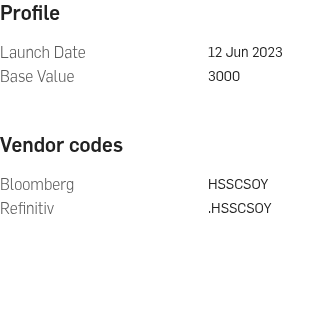 Profile
Launch Date 12 Jun 2023
Base Value 3000
Vendor codes
Bloomberg HSSCSOY
Refinitiv .HSSCSOY